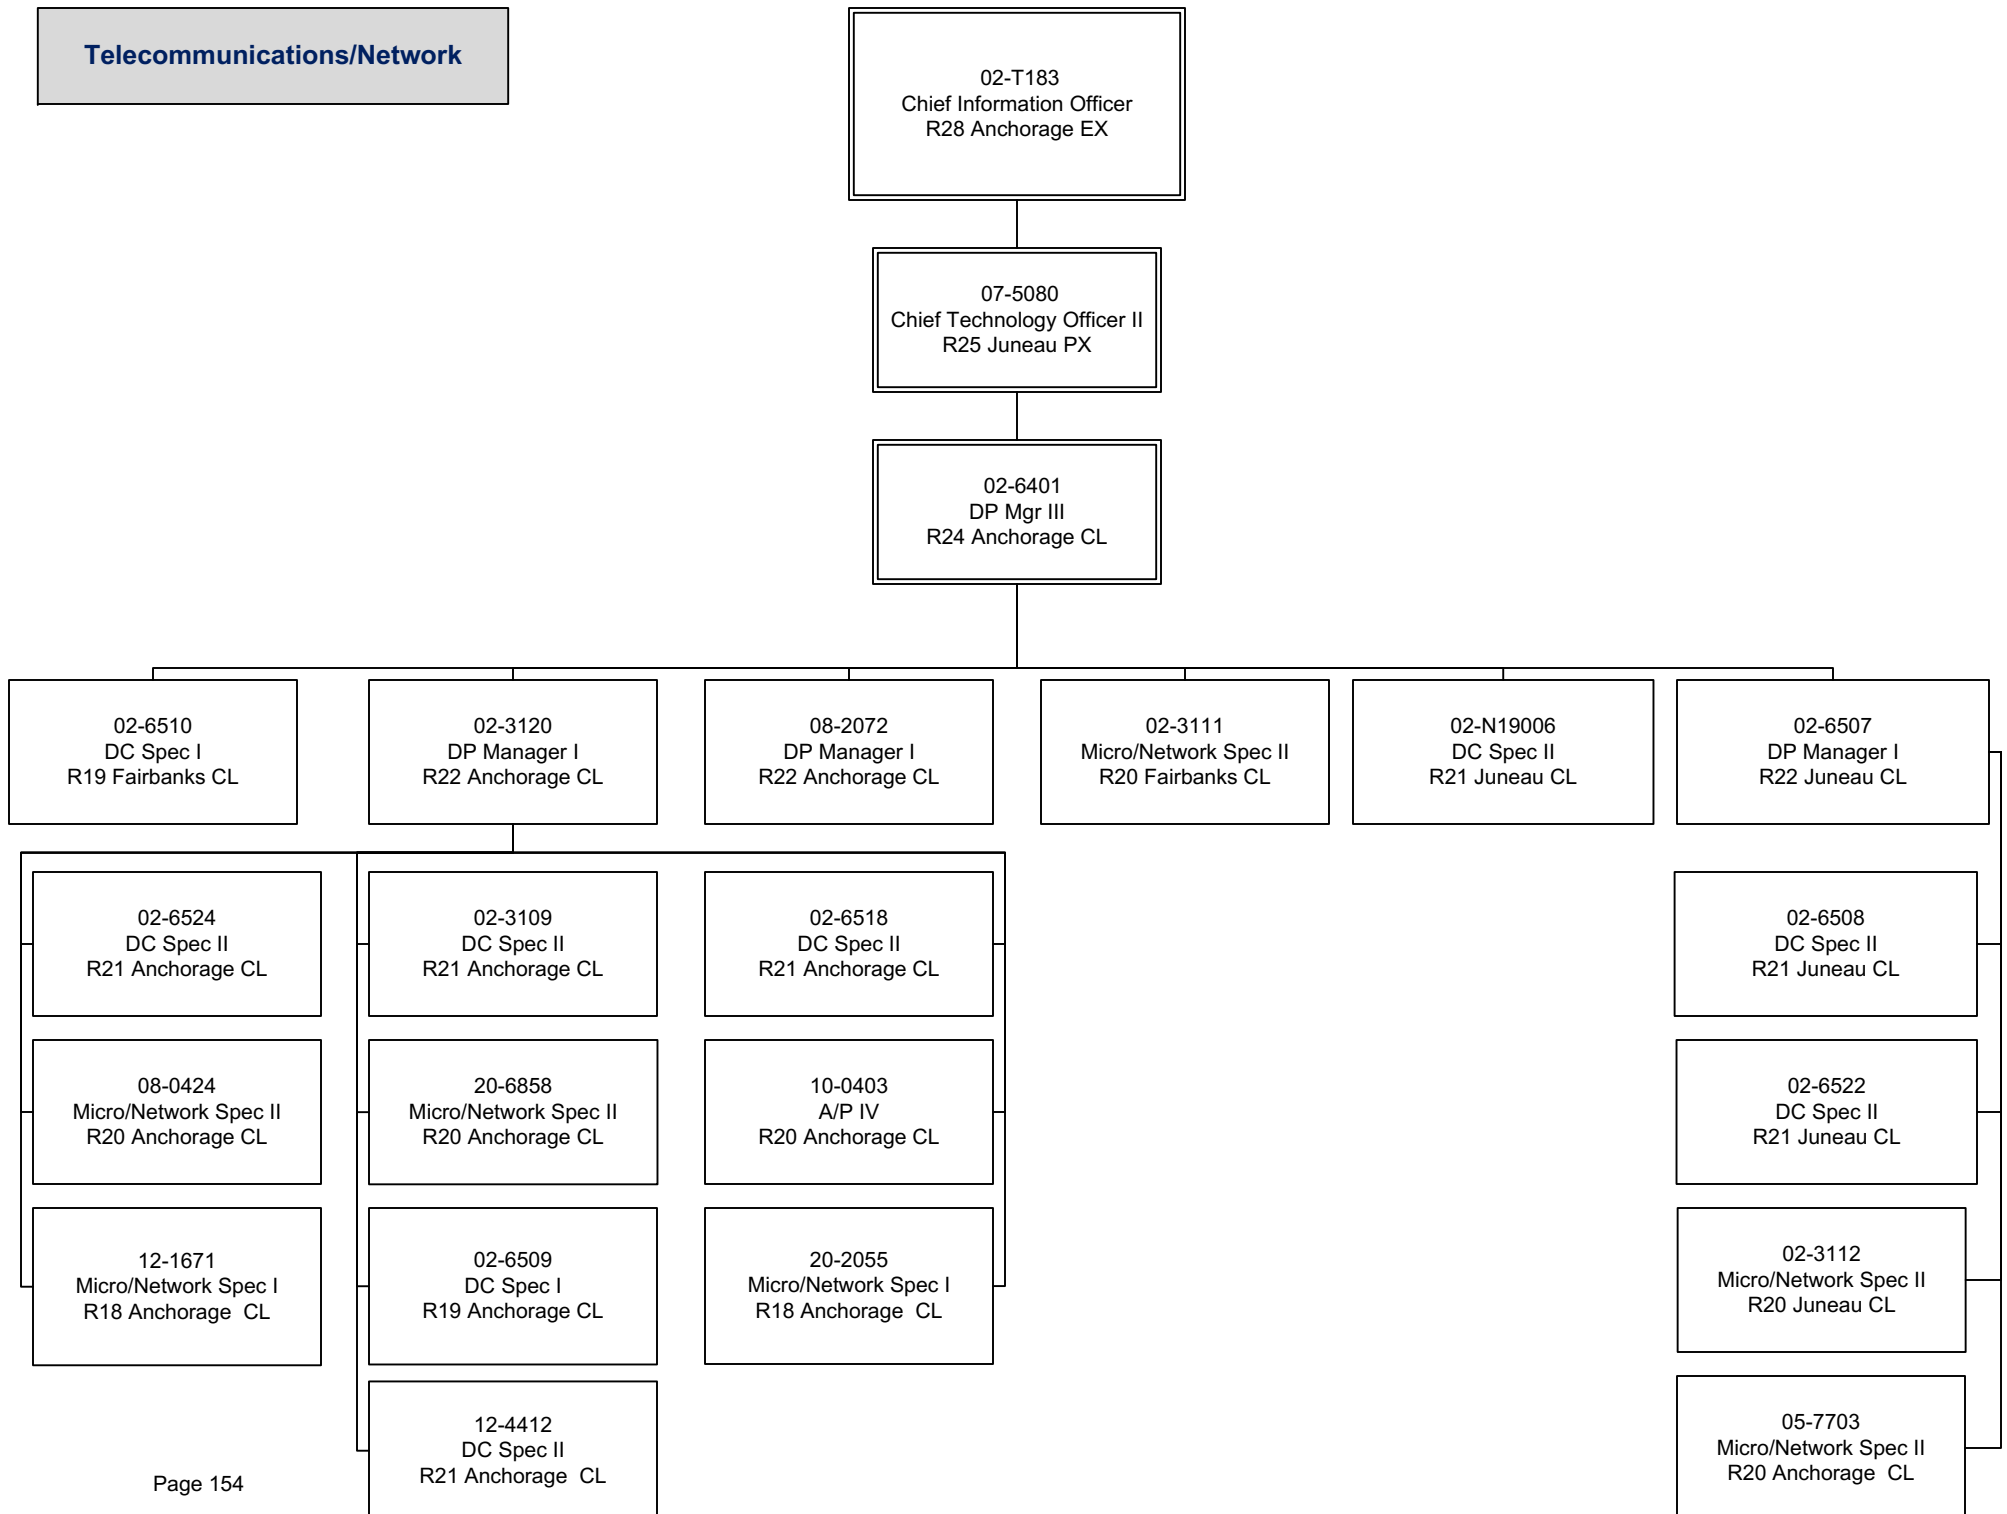 Telecommunications/Network
02-T183
Chief Information Officer
R28 Anchorage EX
07-5080
Chief Technology Officer II
R25 Juneau PX
02-6401
DP Mgr III
R24 Anchorage CL
02-6510
DC Spec I
R19 Fairbanks CL
02-3120
DP Manager I
R22 Anchorage CL
08-2072
DP Manager I
R22 Anchorage CL
02-3111
Micro/Network Spec II
R20 Fairbanks CL
02-N19006
DC Spec II
R21 Juneau CL
02-6507
DP Manager I
R22 Juneau CL
02-6524
DC Spec II
R21 Anchorage CL
02-3109
DC Spec II
R21 Anchorage CL
02-6518
DC Spec II
R21 Anchorage CL
02-6508
DC Spec II
R21 Juneau CL
08-0424
Micro/Network Spec II
R20 Anchorage CL
20-6858
Micro/Network Spec II
R20 Anchorage CL
10-0403
A/P IV
R20 Anchorage CL
02-6522
DC Spec II
R21 Juneau CL
12-1671
Micro/Network Spec I
R18 Anchorage  CL
02-6509
DC Spec I
R19 Anchorage CL
20-2055
Micro/Network Spec I
R18 Anchorage  CL
02-3112
Micro/Network Spec II
R20 Juneau CL
12-4412
DC Spec II
R21 Anchorage  CL
05-7703
Micro/Network Spec II
R20 Anchorage  CL
Page 154